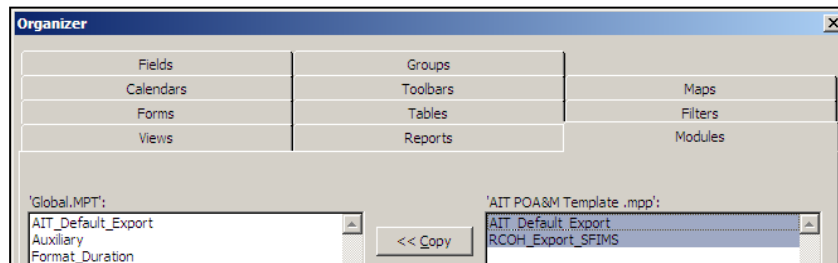 Organizer
Fields Groups
Calendars Toolbars Maps
Forms Tables Filters
Views Reports Modules
'Global.MPT': 'AIT POA&M Template .mpp':
AIT_Default_Export << Copy AIT_Default_Export
Auxiliary RCOH_Export_SFIMS
Format_Duration